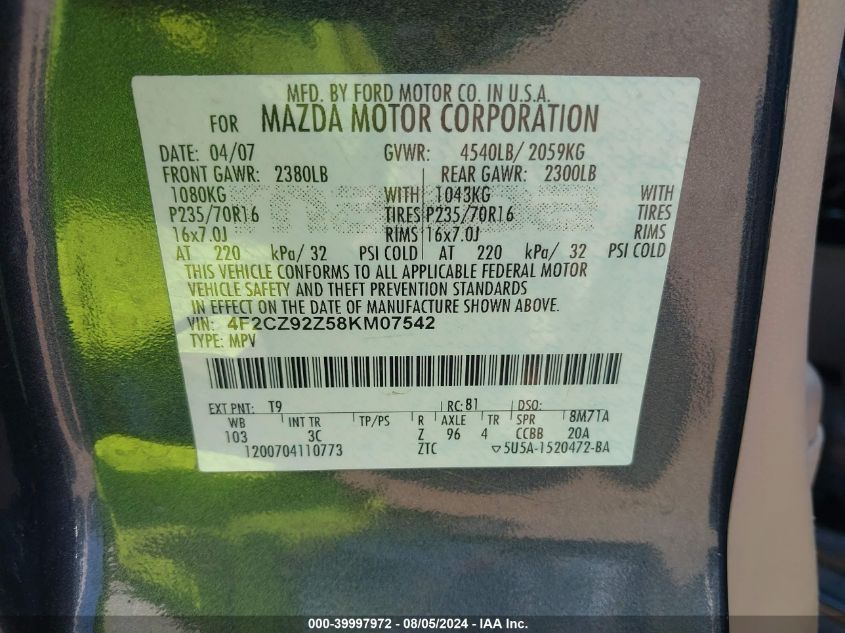 MFD. BY FORD MOTOR CO. IN U.S.A.
FOR MAZDA MOTOR CORPORATION
DATE: 04/07 GVWR: 4540LB/ 2059KG
FRONT GAWR: 2380LB REAR GAWR: 2300LB
1080KG WITH 1043KG WITH
P235/70R16 TIRES P235/70R16 TIRES
16x7.0J RIMS 16x7.0J RIMS
AT 220 kPa/ 32 PSI COLD AT 220 kPa/ 32 PSI COLD
THIS VEHICLE CONFORMS TO ALL APPLICABLE FEDERAL MOTOR
VEHICLE SAFETY AND THEFT PREVENTION STANDARDS
IN EFFECT ON THE DATE OF MANUFACTURE SHOWN ABOVE.
VIN: 4F2CZ92Z58KM07542
TYPE: MPV
EXT PNT: T9 RC: 81 DSO:
WB INT TR TP/PS R AXLE TR SPR 8M71A
103 3C Z 96 4 CCBB 20A
1200704110773 ZTC ▽5U5A-1520472-BA
000-39997972 - 08/05/2024 - IAA Inc.